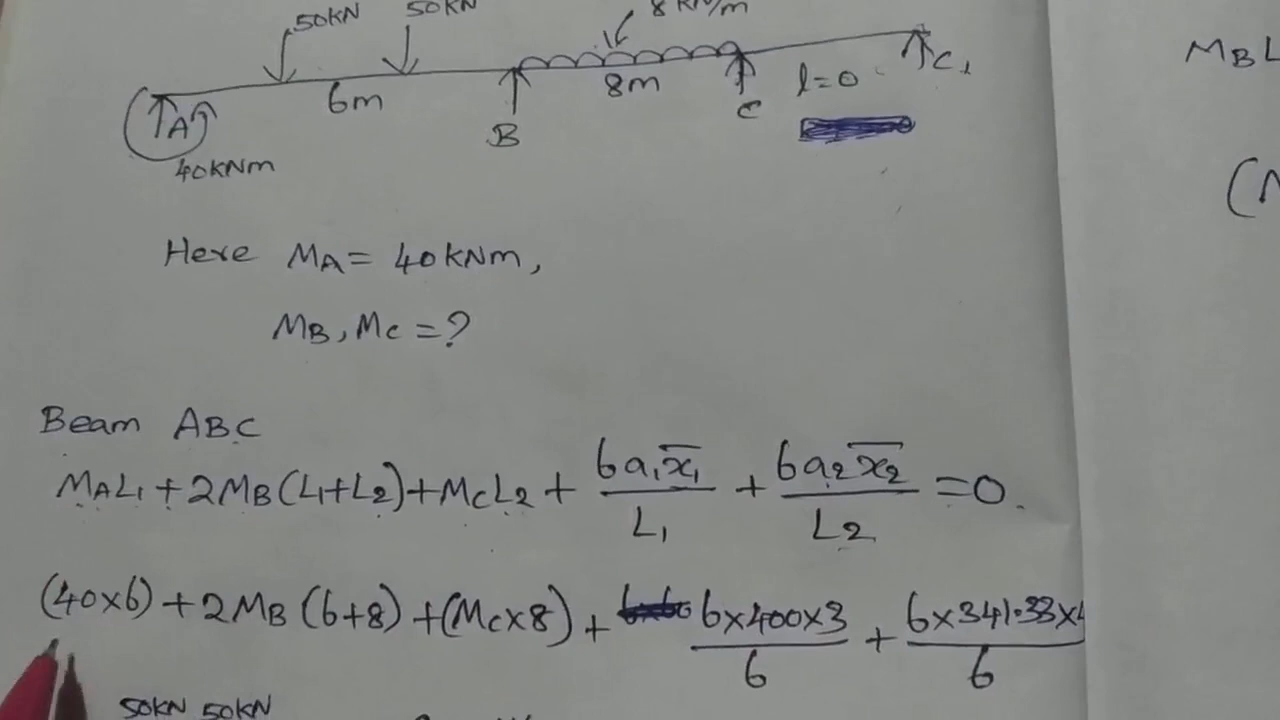 50KN 50KN 8 KN/m
A 6m B 8m C l=0 C1
40KNm
Here MA = 40KNm,
MB, MC = ?
Beam ABC
MAL1 + 2MB(L1+L2) + MCL2 + 6a1x̄1/L1 + 6a2x̄2/L2 = 0.
(40×6) + 2MB (6+8) + (MC×8) + 6×400×3/6 + 6×341.33×4/6
50KN 50KN
MBL
(M